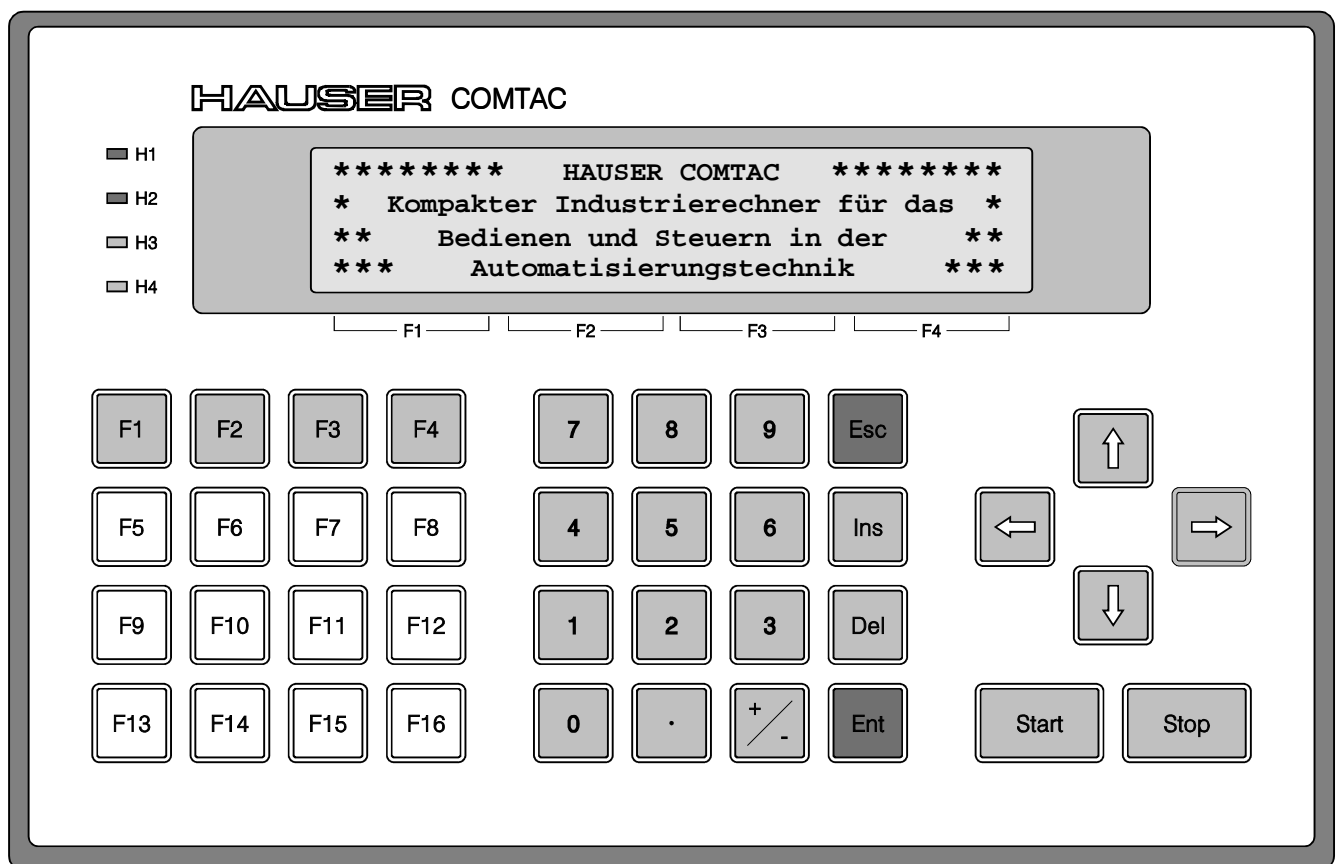 HAUSER COMTAC
H1
H2
H3
H4
******** HAUSER COMTAC ********
* Kompakter Industrierechner für das *
** Bedienen und Steuern in der **
*** Automatisierungstechnik ***
F1 F2 F3 F4
F1 F2 F3 F4 7 8 9 Esc
F5 F6 F7 F8 4 5 6 Ins
F9 F10 F11 F12 1 2 3 Del
F13 F14 F15 F16 0 . +/- Ent Start Stop